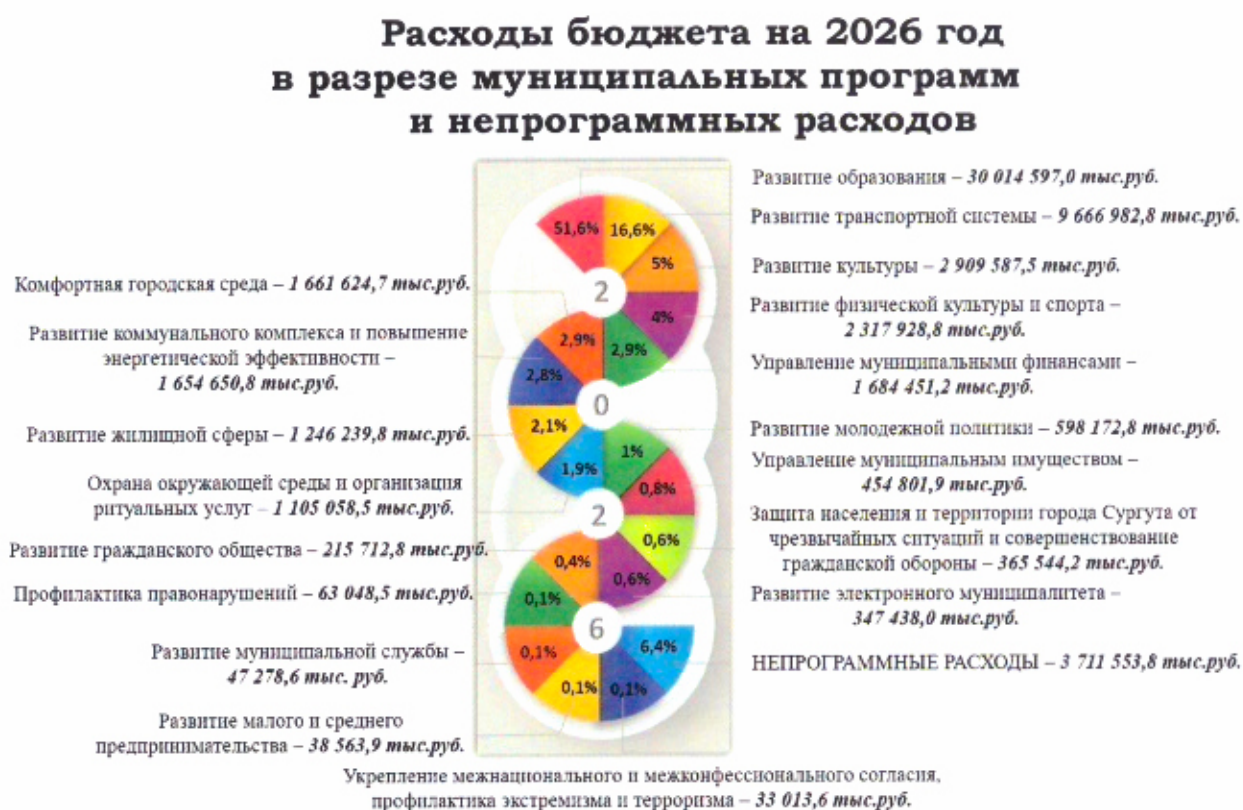 Расходы бюджета на 2026 год
в разрезе муниципальных программ
и непрограммных расходов
Развитие образования – 30 014 597,0 тыс.руб.
Развитие транспортной системы – 9 666 982,8 тыс.руб.
Развитие культуры – 2 909 587,5 тыс.руб.
Развитие физической культуры и спорта –
2 317 928,8 тыс.руб.
Управление муниципальными финансами –
1 684 451,2 тыс.руб.
Развитие молодежной политики – 598 172,8 тыс.руб.
Управление муниципальным имуществом –
454 801,9 тыс.руб.
Защита населения и территории города Сургута от
чрезвычайных ситуаций и совершенствование
гражданской обороны – 365 544,2 тыс.руб.
Развитие электронного муниципалитета –
347 438,0 тыс.руб.
НЕПРОГРАММНЫЕ РАСХОДЫ – 3 711 553,8 тыс.руб.
Комфортная городская среда – 1 661 624,7 тыс.руб.
Развитие коммунального комплекса и повышение
энергетической эффективности –
1 654 650,8 тыс.руб.
Развитие жилищной сферы – 1 246 239,8 тыс.руб.
Охрана окружающей среды и организация
ритуальных услуг – 1 105 058,5 тыс.руб.
Развитие гражданского общества – 215 712,8 тыс.руб.
Профилактика правонарушений – 63 048,5 тыс.руб.
Развитие муниципальной службы –
47 278,6 тыс. руб.
Развитие малого и среднего
предпринимательства – 38 563,9 тыс.руб.
Укрепление межнационального и межконфессионального согласия,
профилактика экстремизма и терроризма – 33 013,6 тыс.руб.
51,6% 16,6%
5%
2
4%
2,9% 2,9%
2,8%
0
2,1%
1,9% 1%
0,8%
2
0,6%
0,4% 0,6%
0,1%
6
0,1% 6,4%
0,1% 0,1%